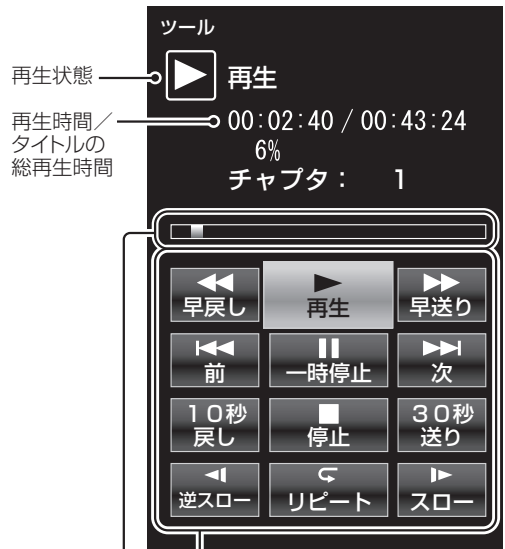 ツール
再生状態
再生
再生時間／
タイトルの
総再生時間
00:02:40 / 00:43:24
6%
チャプタ： 1
早戻し 再生 早送り
前 一時停止 次
１０秒
戻し
停止
３０秒
送り
逆スロー リピート スロー